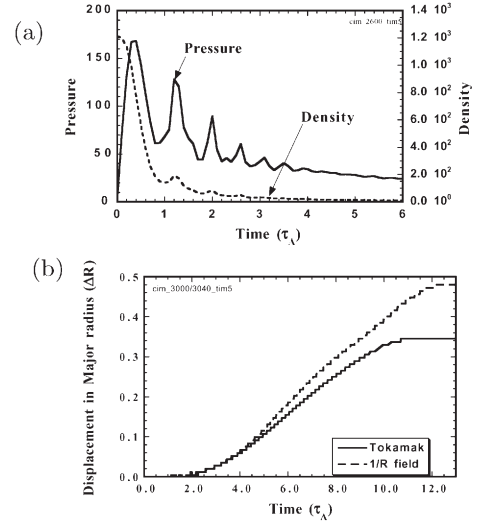 (a)
cim_2600_tim5
200
150
100
50
0
Pressure
Pressure
Density
1.4 10³
1.2 10³
1.0 10³
8.0 10²
6.0 10²
4.0 10²
2.0 10²
0.0 10⁰
Density
0 1 2 3 4 5 6
Time (τ_A)
(b)
cim_3000/3040_tim5
0.5
0.4
0.3
0.2
0.1
0.0
Displacement in Major radius (ΔR)
Tokamak
1/R field
0.0 2.0 4.0 6.0 8.0 10.0 12.0
Time (τ_A)